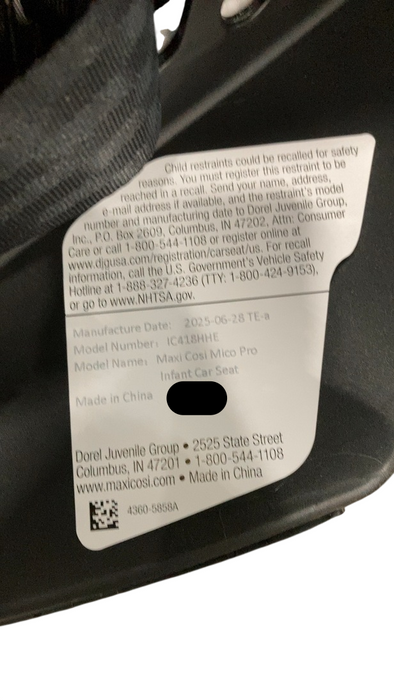 Child restraints could be recalled for safety
reasons. You must register this restraint to be
reached in a recall. Send your name, address,
e-mail address if available, and the restraint's model
number and manufacturing date to Dorel Juvenile Group,
Inc., P.O. Box 2609, Columbus, IN 47202, Attn: Consumer
Care or call 1-800-544-1108 or register online at
www.djgusa.com/registration/carseat/us. For recall
information, call the U.S. Government's Vehicle Safety
Hotline at 1-888-327-4236 (TTY: 1-800-424-9153),
or go to www.NHTSA.gov.
Manufacture Date: 2025-06-28 TE-a
Model Number: IC418HHE
Model Name: Maxi Cosi Mico Pro
Infant Car Seat
Made in China
Dorel Juvenile Group • 2525 State Street
Columbus, IN 47201 • 1-800-544-1108
www.maxicosi.com • Made in China
4360-5858A